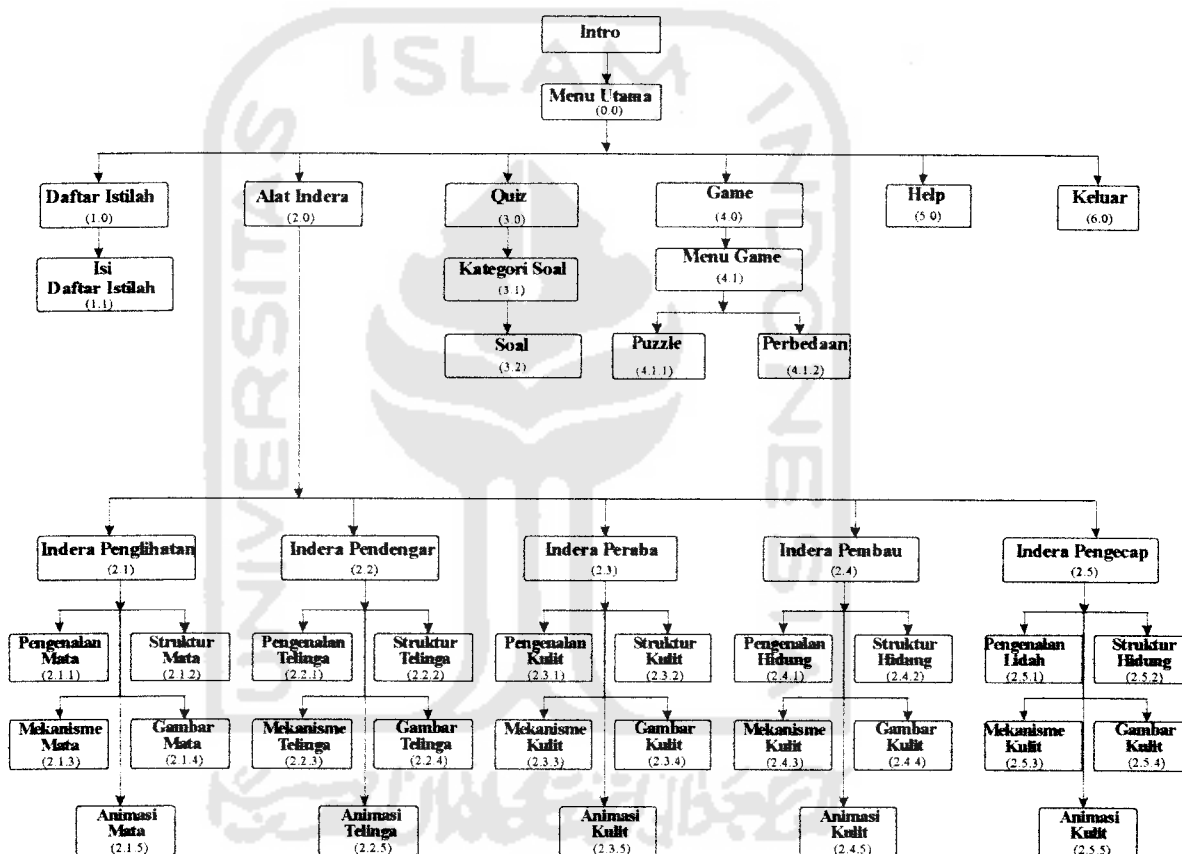 Intro
Menu Utama
(0.0)
Daftar Istilah
(1.0)
Alat Indera
(2.0)
Quiz
(3.0)
Game
(4.0)
Help
(5.0)
Keluar
(6.0)
Isi
Daftar Istilah
(1.1)
Kategori Soal
(3.1)
Menu Game
(4.1)
Soal
(3.2)
Puzzle
(4.1.1)
Perbedaan
(4.1.2)
Indera Penglihatan
(2.1)
Indera Pendengar
(2.2)
Indera Peraba
(2.3)
Indera Pembau
(2.4)
Indera Pengecap
(2.5)
Pengenalan
Mata
(2.1.1)
Struktur
Mata
(2.1.2)
Pengenalan
Telinga
(2.2.1)
Struktur
Telinga
(2.2.2)
Pengenalan
Kulit
(2.3.1)
Struktur
Kulit
(2.3.2)
Pengenalan
Hidung
(2.4.1)
Struktur
Hidung
(2.4.2)
Pengenalan
Lidah
(2.5.1)
Struktur
Hidung
(2.5.2)
Mekanisme
Mata
(2.1.3)
Gambar
Mata
(2.1.4)
Mekanisme
Telinga
(2.2.3)
Gambar
Telinga
(2.2.4)
Mekanisme
Kulit
(2.3.3)
Gambar
Kulit
(2.3.4)
Mekanisme
Kulit
(2.4.3)
Gambar
Kulit
(2.4.4)
Mekanisme
Kulit
(2.5.3)
Gambar
Kulit
(2.5.4)
Animasi
Mata
(2.1.5)
Animasi
Telinga
(2.2.5)
Animasi
Kulit
(2.3.5)
Animasi
Kulit
(2.4.5)
Animasi
Kulit
(2.5.5)
UNIVERSITAS
ISLAM
INDONESIA